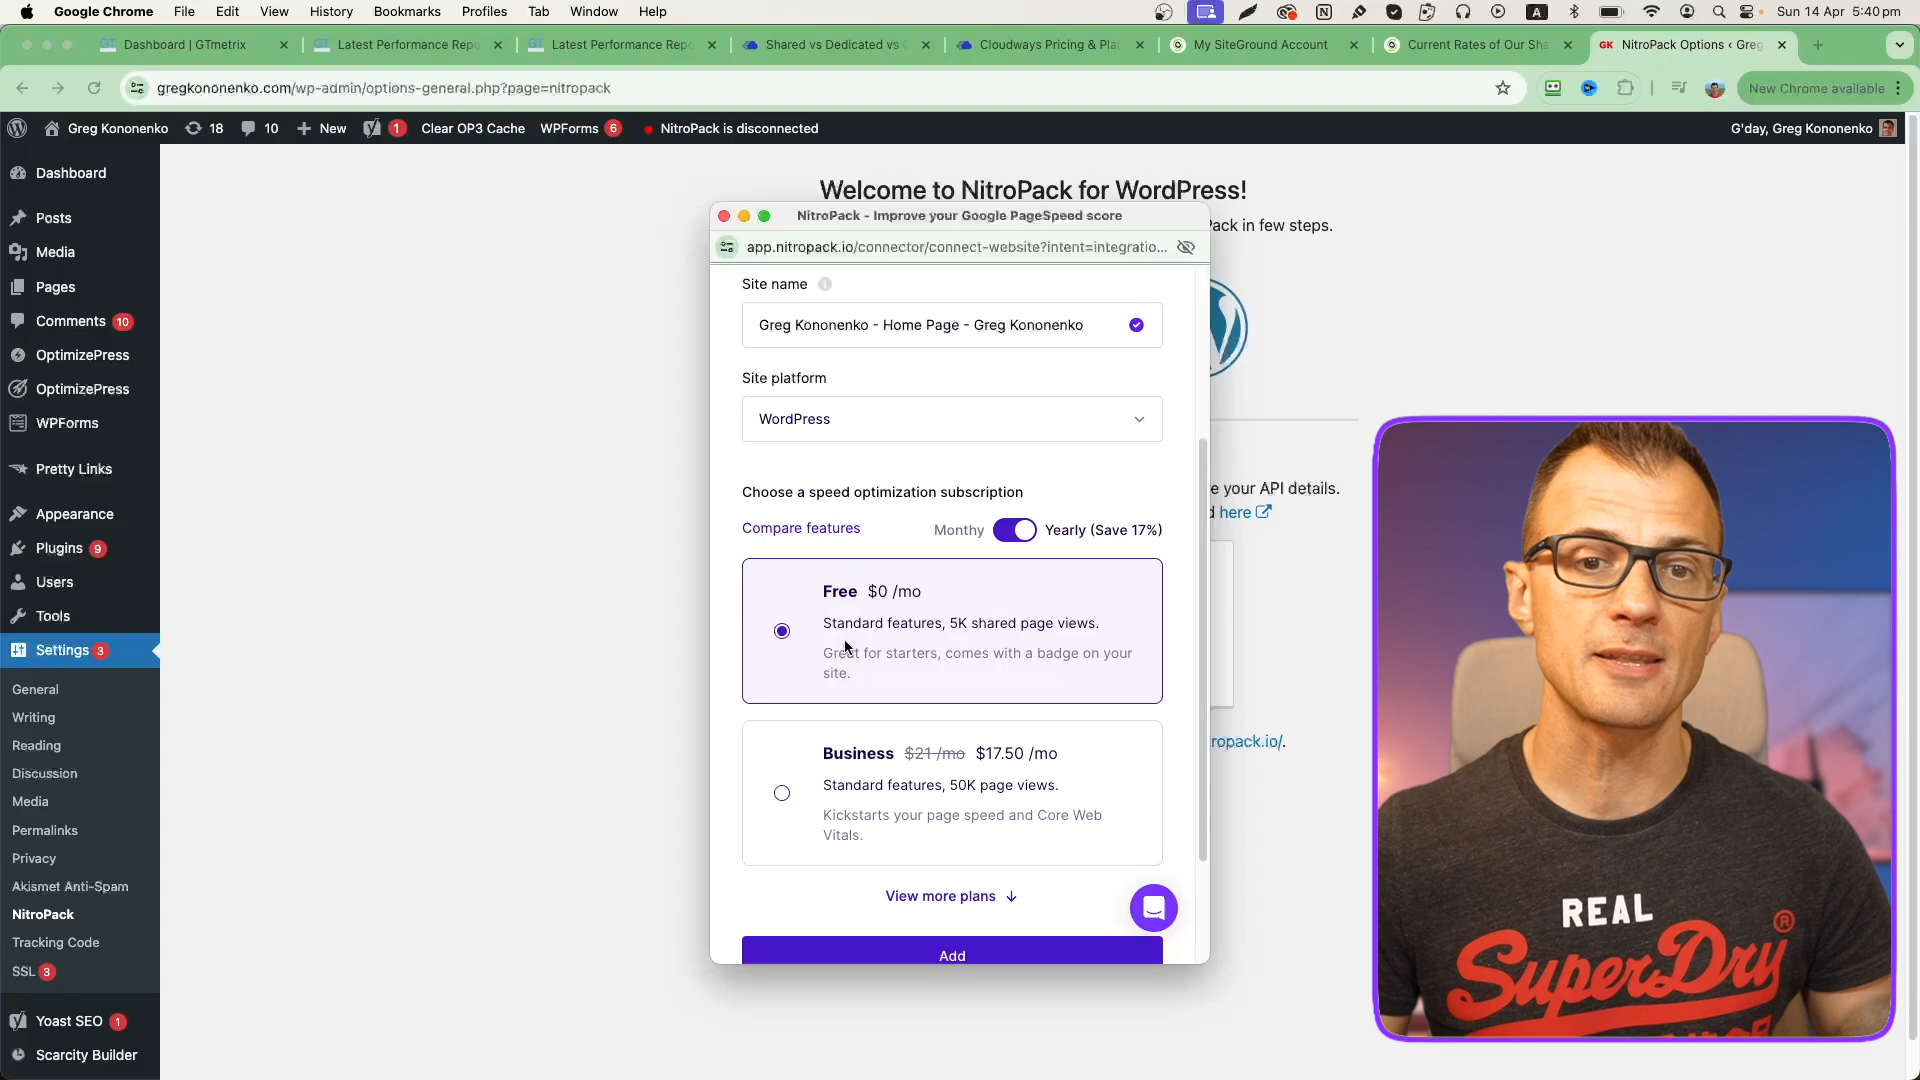 Google Chrome File Edit View History Bookmarks Profiles Tab Window Help
A Sun 14 Apr 5:40 pm
Dashboard | GTmetrix
Latest Performance Repo
Latest Performance Repo
Shared vs Dedicated vs C
Cloudways Pricing & Plan
My SiteGround Account
Current Rates of Our Sha
GK NitroPack Options ‹ Greg
gregkononenko.com/wp-admin/options-general.php?page=nitropack
New Chrome available
Greg Kononenko 18 10 New 1 Clear OP3 Cache WPForms 6 NitroPack is disconnected
G'day, Greg Kononenko
Dashboard
Posts
Media
Pages
Comments 10
OptimizePress
OptimizePress
WPForms
Pretty Links
Appearance
Plugins 9
Users
Tools
Settings 3
General
Writing
Reading
Discussion
Media
Permalinks
Privacy
Akismet Anti-Spam
NitroPack
Tracking Code
SSL 3
Yoast SEO 1
Scarcity Builder
Welcome to NitroPack for WordPress!
Pack in few steps.
e your API details.
d here
ropack.io/.
NitroPack - Improve your Google PageSpeed score
app.nitropack.io/connector/connect-website?intent=integratio...
Site name
Greg Kononenko - Home Page - Greg Kononenko
Site platform
WordPress
Choose a speed optimization subscription
Compare features
Monthy Yearly (Save 17%)
Free $0 /mo
Standard features, 5K shared page views.
Great for starters, comes with a badge on your
site.
Business $21 /mo $17.50 /mo
Standard features, 50K page views.
Kickstarts your page speed and Core Web
Vitals.
View more plans ↓
Add
REAL
SuperDry®